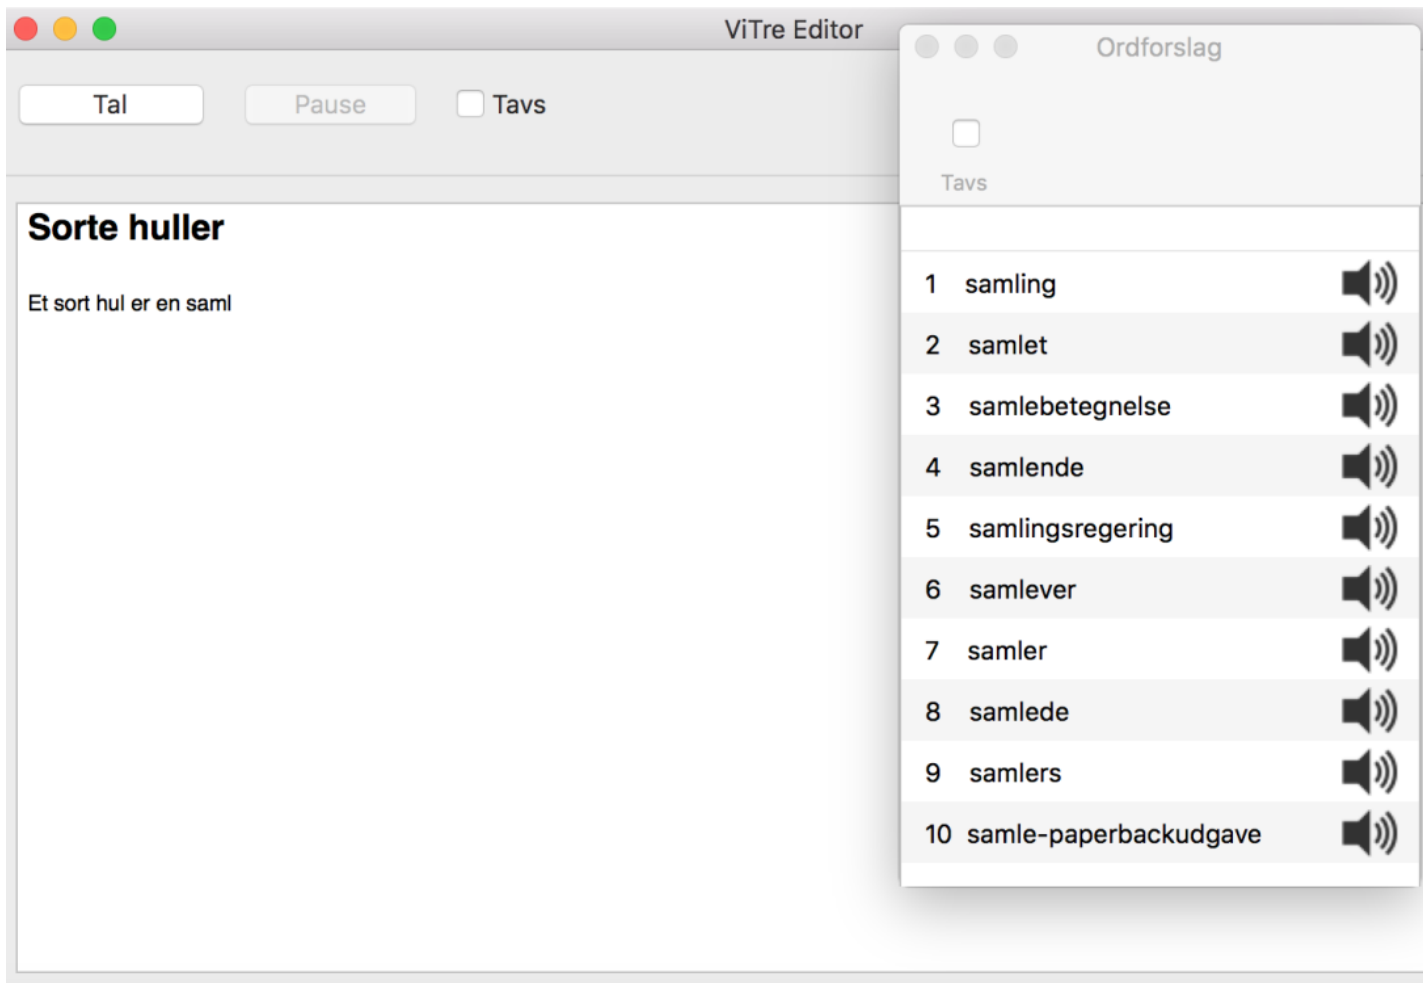 ViTre Editor
Tal
Pause
Tavs
Sorte huller
Et sort hul er en saml
Ordforslag
Tavs
1 samling
2 samlet
3 samlebetegnelse
4 samlende
5 samlingsregering
6 samlever
7 samler
8 samlede
9 samlers
10 samle-paperbackudgave